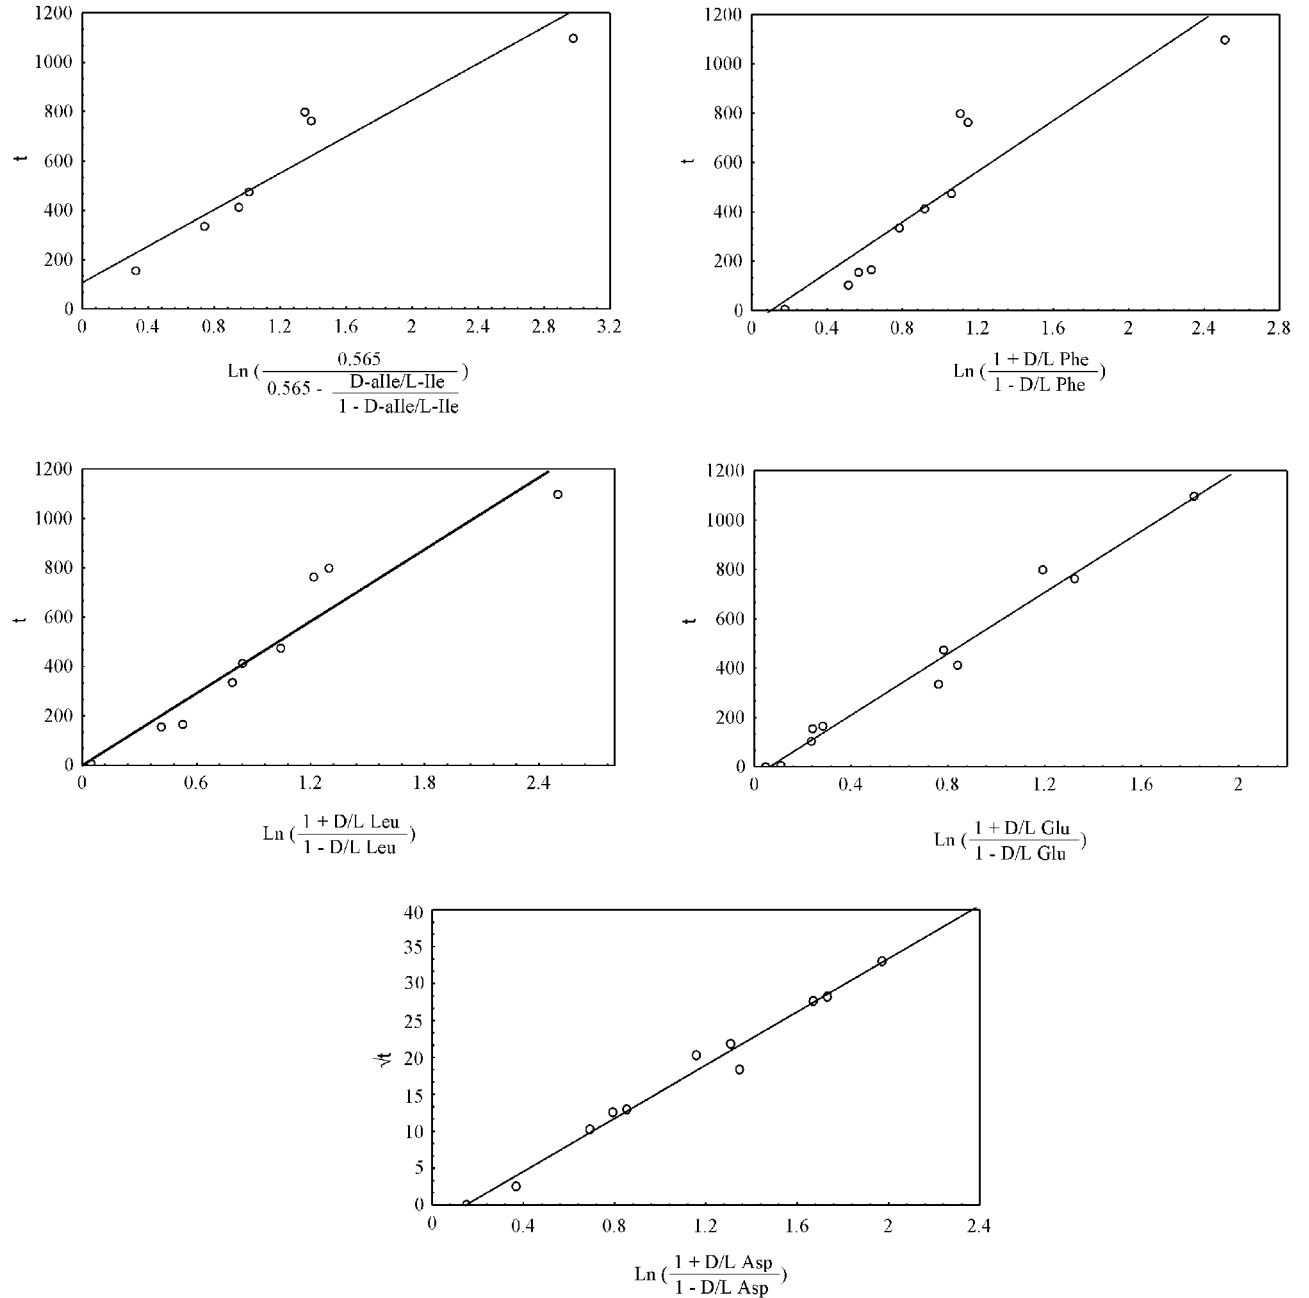 1200
1000
800
600
400
200
0
t
0 0.4 0.8 1.2 1.6 2 2.4 2.8 3.2
Ln (0.565 / 0.565 - D-aIle/L-Ile / 1 - D-aIle/L-Ile)
1200
1000
800
600
400
200
0
t
0 0.4 0.8 1.2 1.6 2 2.4 2.8
Ln (1 + D/L Phe / 1 - D/L Phe)
1200
1000
800
600
400
200
0
t
0 0.6 1.2 1.8 2.4
Ln (1 + D/L Leu / 1 - D/L Leu)
1200
1000
800
600
400
200
0
t
0 0.4 0.8 1.2 1.6 2
Ln (1 + D/L Glu / 1 - D/L Glu)
40
35
30
25
20
15
10
5
0
√t
0 0.4 0.8 1.2 1.6 2 2.4
Ln (1 + D/L Asp / 1 - D/L Asp)